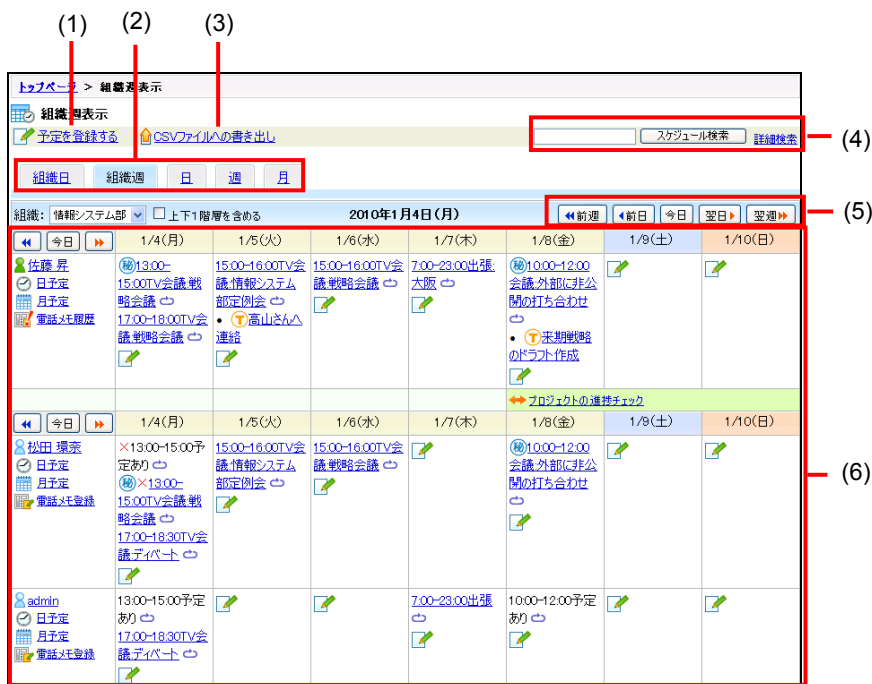 (1) (2) (3)
トップページ > 組織週表示
組織週表示
予定を登録する CSVファイルへの書き出し スケジュール検索 詳細検索 (4)
組織日 組織週 日 週 月
組織: 情報システム部 上下1階層を含める 2010年1月4日(月) 前週 前日 今日 翌日 翌週 (5)
今日 1/4(月) 1/5(火) 1/6(水) 1/7(木) 1/8(金) 1/9(土) 1/10(日)
佐藤 昇 秘13:00- 15:00-16:00TV会 15:00-16:00TV会 7:00-23:00出張: 秘10:00-12:00
日予定 15:00TV会議:戦 議:情報システム 議:戦略会議 大阪 会議:外部に非公
月予定 略会議 部定例会 開の打ち合わせ
電話メモ履歴 17:00-18:00TV会 • T高山さんへ
議:戦略会議 連絡 • T来期戦略
のドラフト作成
プロジェクトの進捗チェック
今日 1/4(月) 1/5(火) 1/6(水) 1/7(木) 1/8(金) 1/9(土) 1/10(日)
松田 環奈 ×13:00-15:00予 15:00-16:00TV会 15:00-16:00TV会 秘10:00-12:00
日予定 定あり 議:情報システム 議:戦略会議 会議:外部に非公
月予定 秘×13:00- 部定例会 開の打ち合わせ
電話メモ登録 15:00TV会議:戦
略会議 (6)
17:00-18:30TV会
議:ディベート
admin 13:00-15:00予定 7:00-23:00出張 10:00-12:00予定
日予定 あり あり
月予定 17:00-18:30TV会
電話メモ登録 議:ディベート